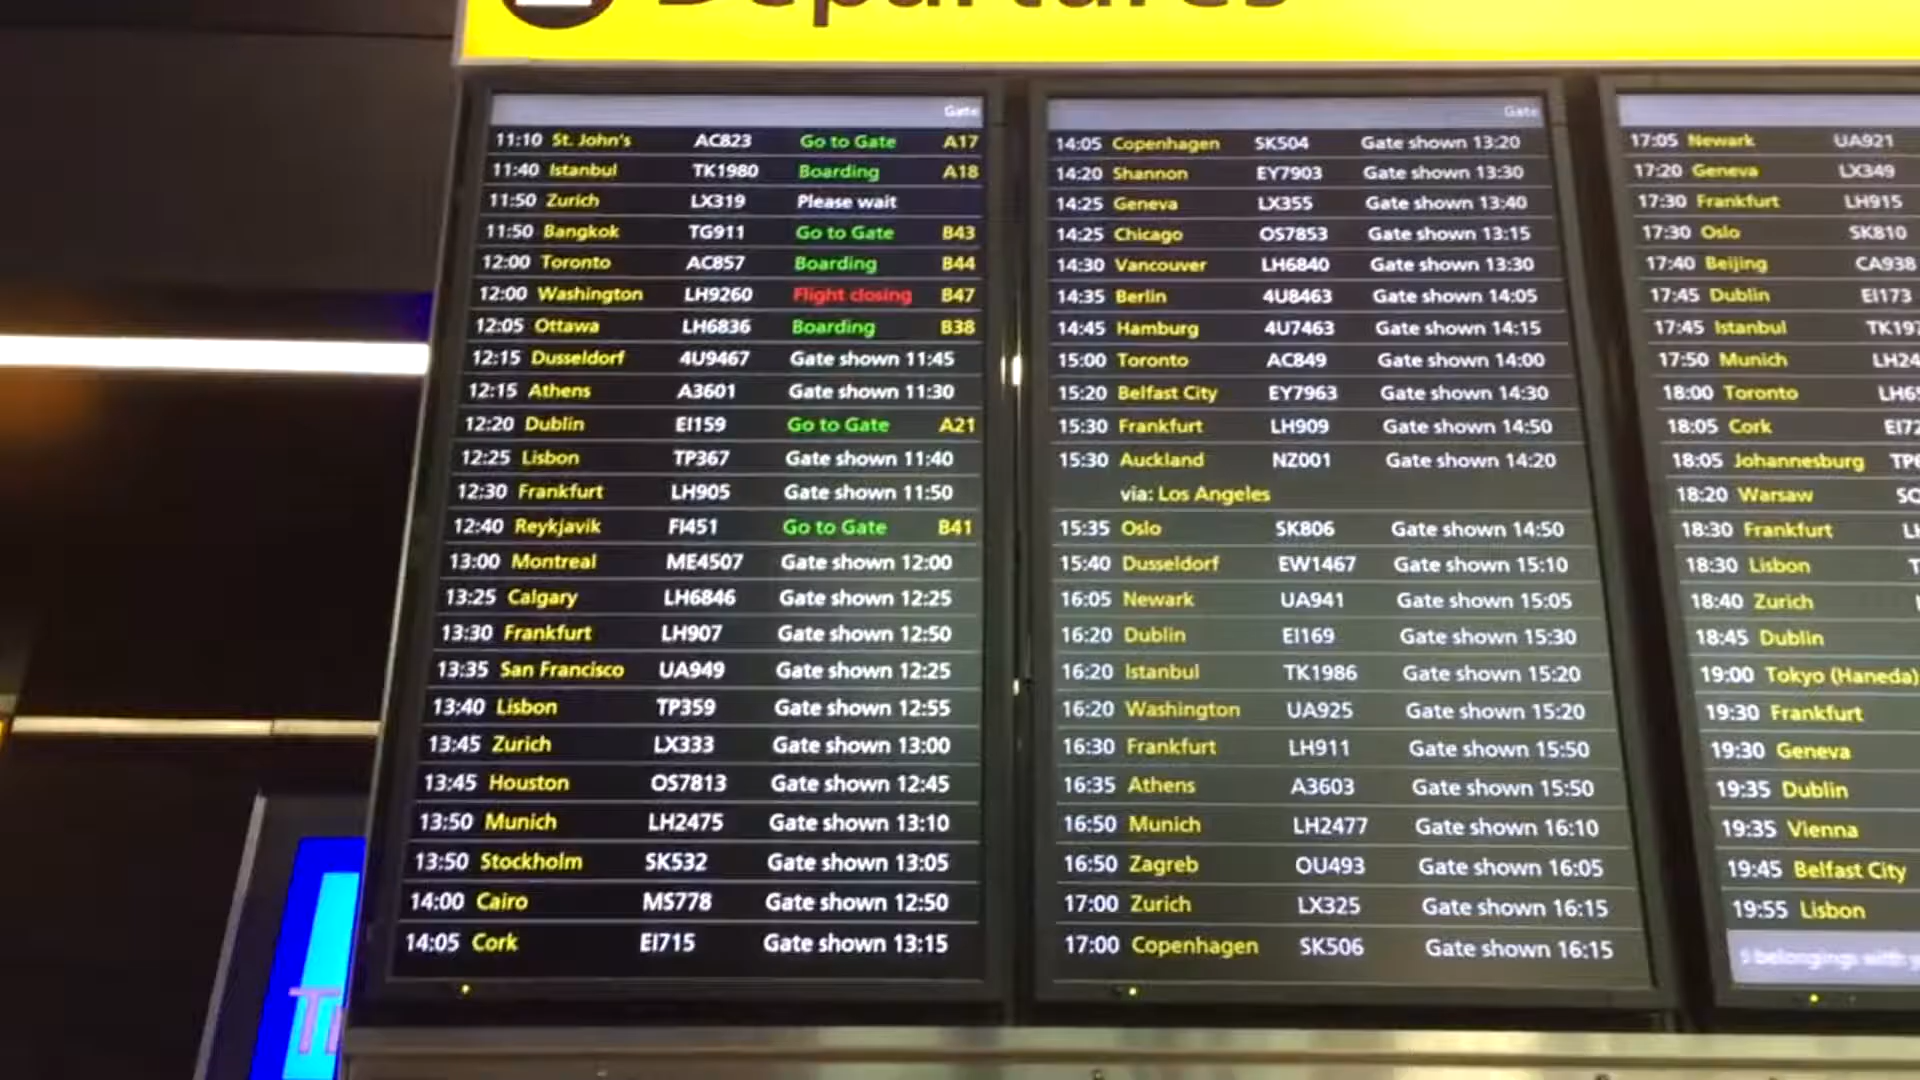 Departures
Gate
11:10 St. John's AC823 Go to Gate A17
11:40 Istanbul TK1980 Boarding A18
11:50 Zurich LX319 Please wait
11:50 Bangkok TG911 Go to Gate B43
12:00 Toronto AC857 Boarding B44
12:00 Washington LH9260 Flight closing B47
12:05 Ottawa LH6836 Boarding B38
12:15 Dusseldorf 4U9467 Gate shown 11:45
12:15 Athens A3601 Gate shown 11:30
12:20 Dublin EI159 Go to Gate A21
12:25 Lisbon TP367 Gate shown 11:40
12:30 Frankfurt LH905 Gate shown 11:50
12:40 Reykjavik FI451 Go to Gate B41
13:00 Montreal ME4507 Gate shown 12:00
13:25 Calgary LH6846 Gate shown 12:25
13:30 Frankfurt LH907 Gate shown 12:50
13:35 San Francisco UA949 Gate shown 12:25
13:40 Lisbon TP359 Gate shown 12:55
13:45 Zurich LX333 Gate shown 13:00
13:45 Houston OS7813 Gate shown 12:45
13:50 Munich LH2475 Gate shown 13:10
13:50 Stockholm SK532 Gate shown 13:05
14:00 Cairo MS778 Gate shown 12:50
14:05 Cork EI715 Gate shown 13:15
Gate
14:05 Copenhagen SK504 Gate shown 13:20
14:20 Shannon EY7903 Gate shown 13:30
14:25 Geneva LX355 Gate shown 13:40
14:25 Chicago OS7853 Gate shown 13:15
14:30 Vancouver LH6840 Gate shown 13:30
14:35 Berlin 4U8463 Gate shown 14:05
14:45 Hamburg 4U7463 Gate shown 14:15
15:00 Toronto AC849 Gate shown 14:00
15:20 Belfast City EY7963 Gate shown 14:30
15:30 Frankfurt LH909 Gate shown 14:50
15:30 Auckland NZ001 Gate shown 14:20
via: Los Angeles
15:35 Oslo SK806 Gate shown 14:50
15:40 Dusseldorf EW1467 Gate shown 15:10
16:05 Newark UA941 Gate shown 15:05
16:20 Dublin EI169 Gate shown 15:30
16:20 Istanbul TK1986 Gate shown 15:20
16:20 Washington UA925 Gate shown 15:20
16:30 Frankfurt LH911 Gate shown 15:50
16:35 Athens A3603 Gate shown 15:50
16:50 Munich LH2477 Gate shown 16:10
16:50 Zagreb OU493 Gate shown 16:05
17:00 Zurich LX325 Gate shown 16:15
17:00 Copenhagen SK506 Gate shown 16:15
17:05 Newark UA921
17:20 Geneva LX349
17:30 Frankfurt LH915
17:30 Oslo SK810
17:40 Beijing CA938
17:45 Dublin EI173
17:45 Istanbul TK197
17:50 Munich LH24
18:00 Toronto LH6
18:05 Cork EI72
18:05 Johannesburg TP
18:20 Warsaw
18:30 Frankfurt
18:30 Lisbon
18:40 Zurich
18:45 Dublin
19:00 Tokyo (Haneda)
19:30 Frankfurt
19:30 Geneva
19:35 Dublin
19:35 Vienna
19:45 Belfast City
19:55 Lisbon
belongings with